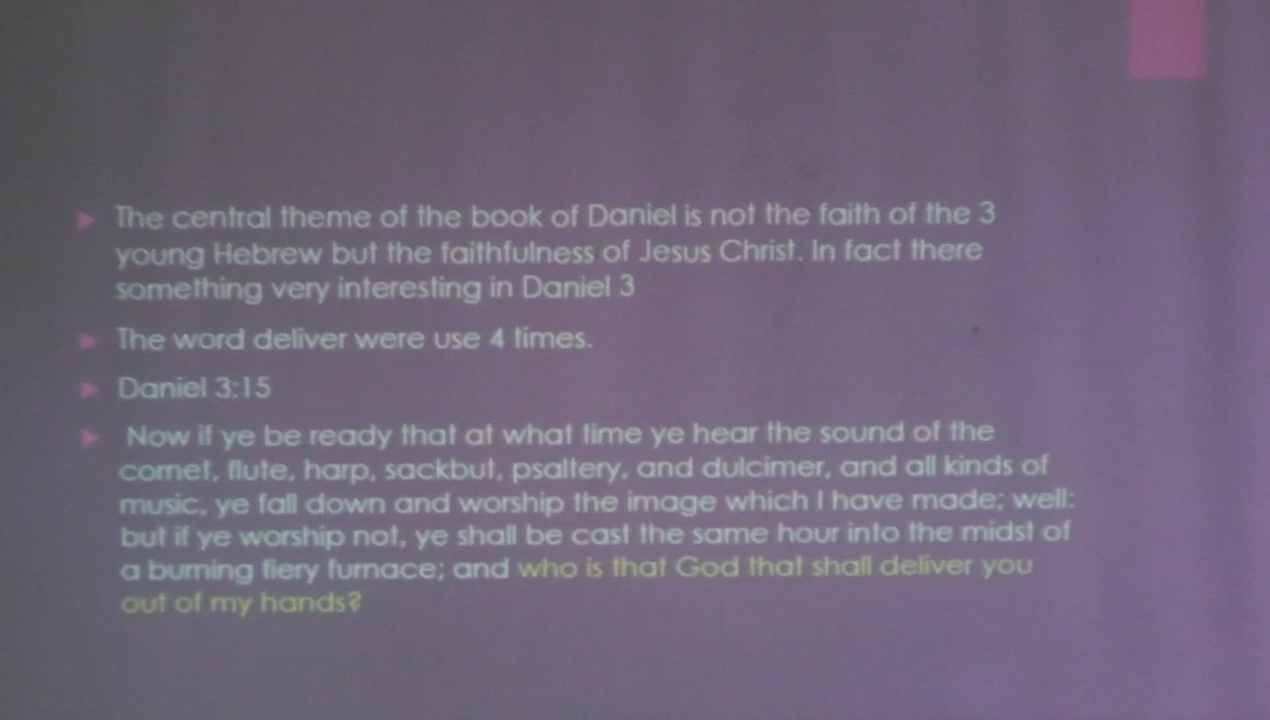 The central theme of the book of Daniel is not the faith of the 3
young Hebrew but the faithfulness of Jesus Christ. In fact there
something very interesting in Daniel 3
The word deliver were use 4 times.
Daniel 3:15
Now if ye be ready that at what time ye hear the sound of the
cornet, flute, harp, sackbut, psaltery, and dulcimer, and all kinds of
music, ye fall down and worship the image which I have made; well:
but if ye worship not, ye shall be cast the same hour into the midst of
a burning fiery furnace; and who is that God that shall deliver you
out of my hands?